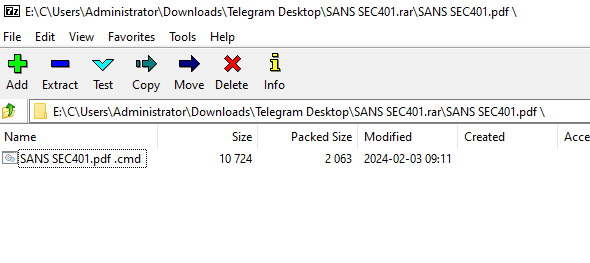 7z E:\C\Users\Administrator\Downloads\Telegram Desktop\SANS SEC401.rar\SANS SEC401.pdf \
File Edit View Favorites Tools Help
Add Extract Test Copy Move Delete Info
E:\C\Users\Administrator\Downloads\Telegram Desktop\SANS SEC401.rar\SANS SEC401.pdf \
Name Size Packed Size Modified Created Acce
SANS SEC401.pdf .cmd 10 724 2 063 2024-02-03 09:11